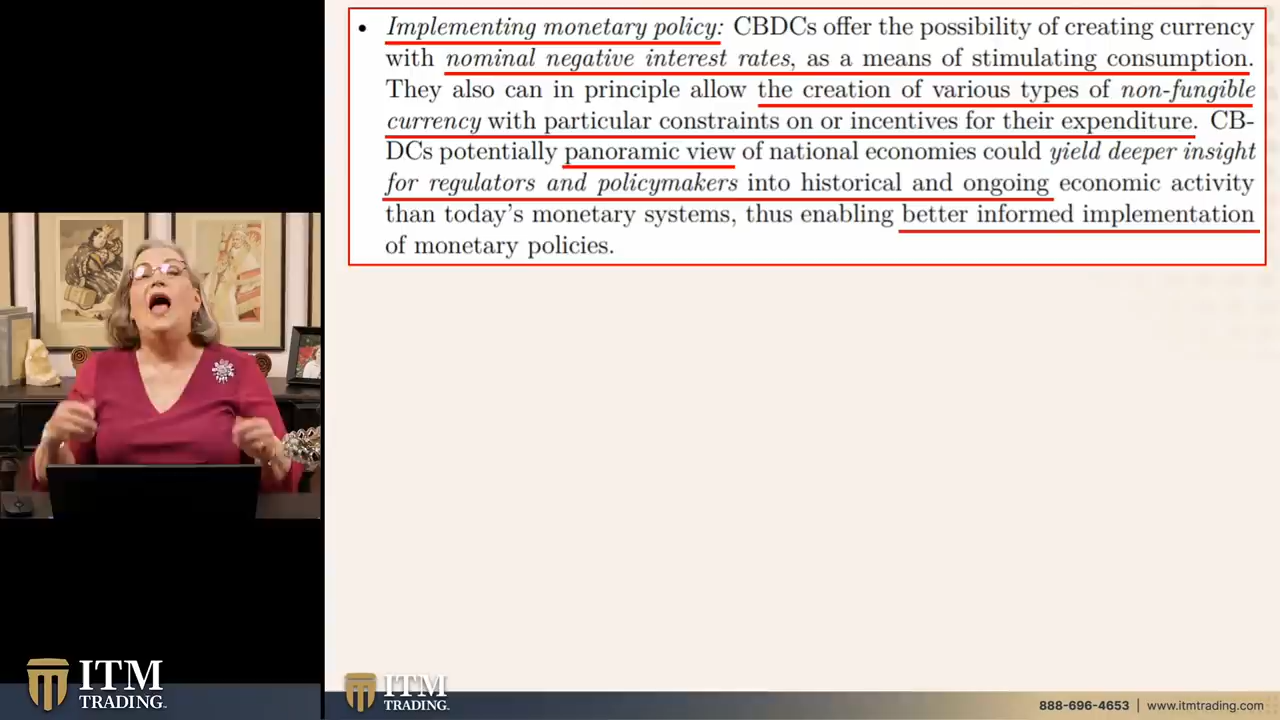 • Implementing monetary policy: CBDCs offer the possibility of creating currency
with nominal negative interest rates, as a means of stimulating consumption.
They also can in principle allow the creation of various types of non-fungible
currency with particular constraints on or incentives for their expenditure. CB-
DCs potentially panoramic view of national economies could yield deeper insight
for regulators and policymakers into historical and ongoing economic activity
than today's monetary systems, thus enabling better informed implementation
of monetary policies.
ITM
TRADING
ITM
TRADING
888-696-4653 | www.itmtrading.com